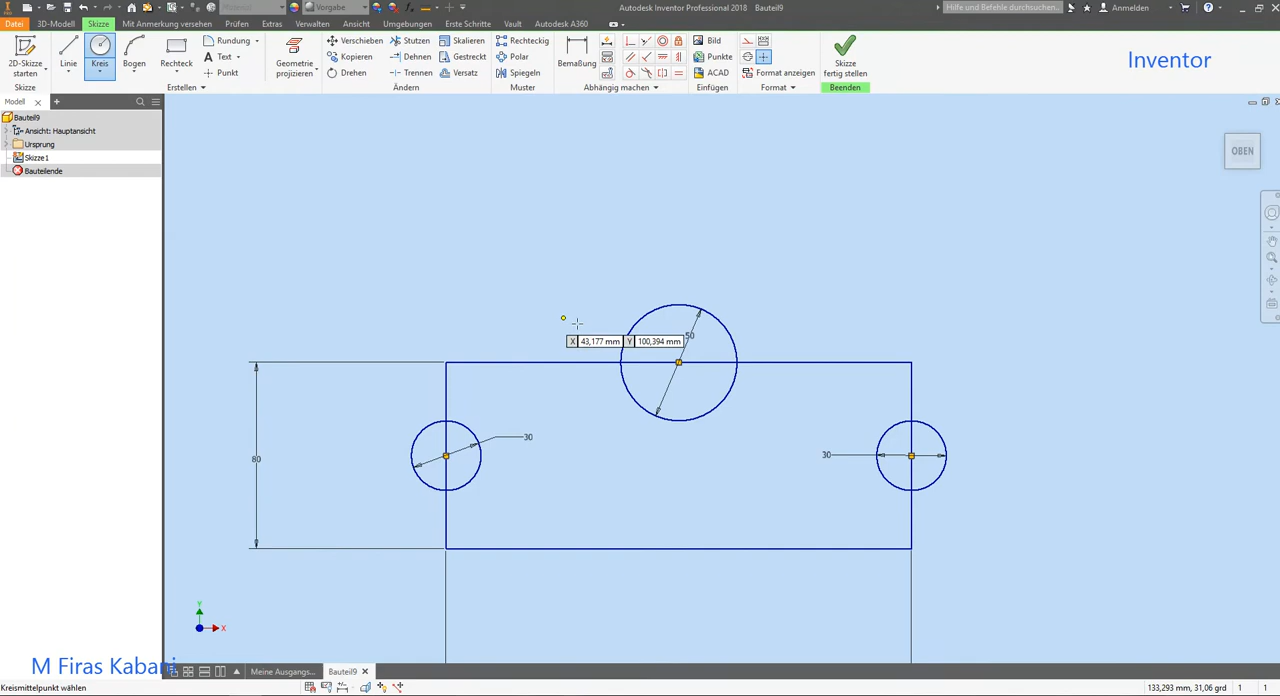 Autodesk Inventor Professional 2018 Bauteil9
Hilfe und Befehle durchsuchen...
Anmelden
Vorgabe
Datei 3D-Modell Skizze Mit Anmerkung versehen Prüfen Extras Verwalten Ansicht Umgebungen Erste Schritte Vault Autodesk A360
2D-Skizze starten
Linie
Kreis
Bogen
Rechteck
Rundung
Text
Punkt
Geometrie projizieren
Verschieben
Kopieren
Drehen
Stutzen
Dehnen
Trennen
Skalieren
Gestreckt
Versatz
Rechteckig
Polar
Spiegeln
Bemaßung
Bild
Punkte
ACAD
Format anzeigen
Skizze fertig stellen
Skizze Erstellen Ändern Muster Abhängig machen Einfügen Format Beenden
Inventor
Modell
Bauteil9
Ansicht: Hauptansicht
Ursprung
Skizze1
Bauteilende
OBEN
50
X 43,177 mm Y 100,394 mm
30
30
80
Y
X
M Firas Kabani
Meine Ausgangs...
Bauteil9
Kreismittelpunkt wählen
133,293 mm, 31,06 grd 1 1